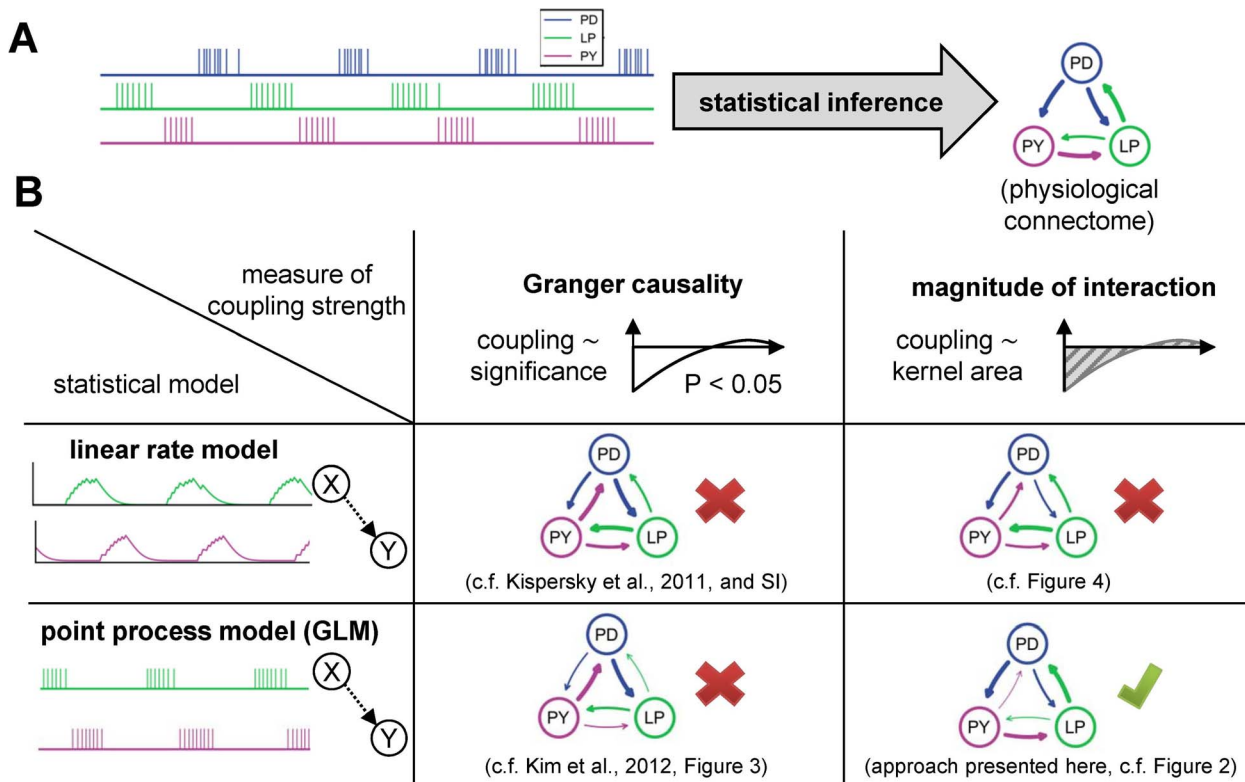 A
PD
LP
PY
statistical inference
PD
PY
LP
(physiological
connectome)
B
measure of
coupling strength
statistical model
Granger causality
coupling ~
significance
P < 0.05
magnitude of interaction
coupling ~
kernel area
linear rate model
X
Y
PD
PY
LP
(c.f. Kispersky et al., 2011, and SI)
PD
PY
LP
(c.f. Figure 4)
point process model (GLM)
X
Y
PD
PY
LP
(c.f. Kim et al., 2012, Figure 3)
PD
PY
LP
(approach presented here, c.f. Figure 2)